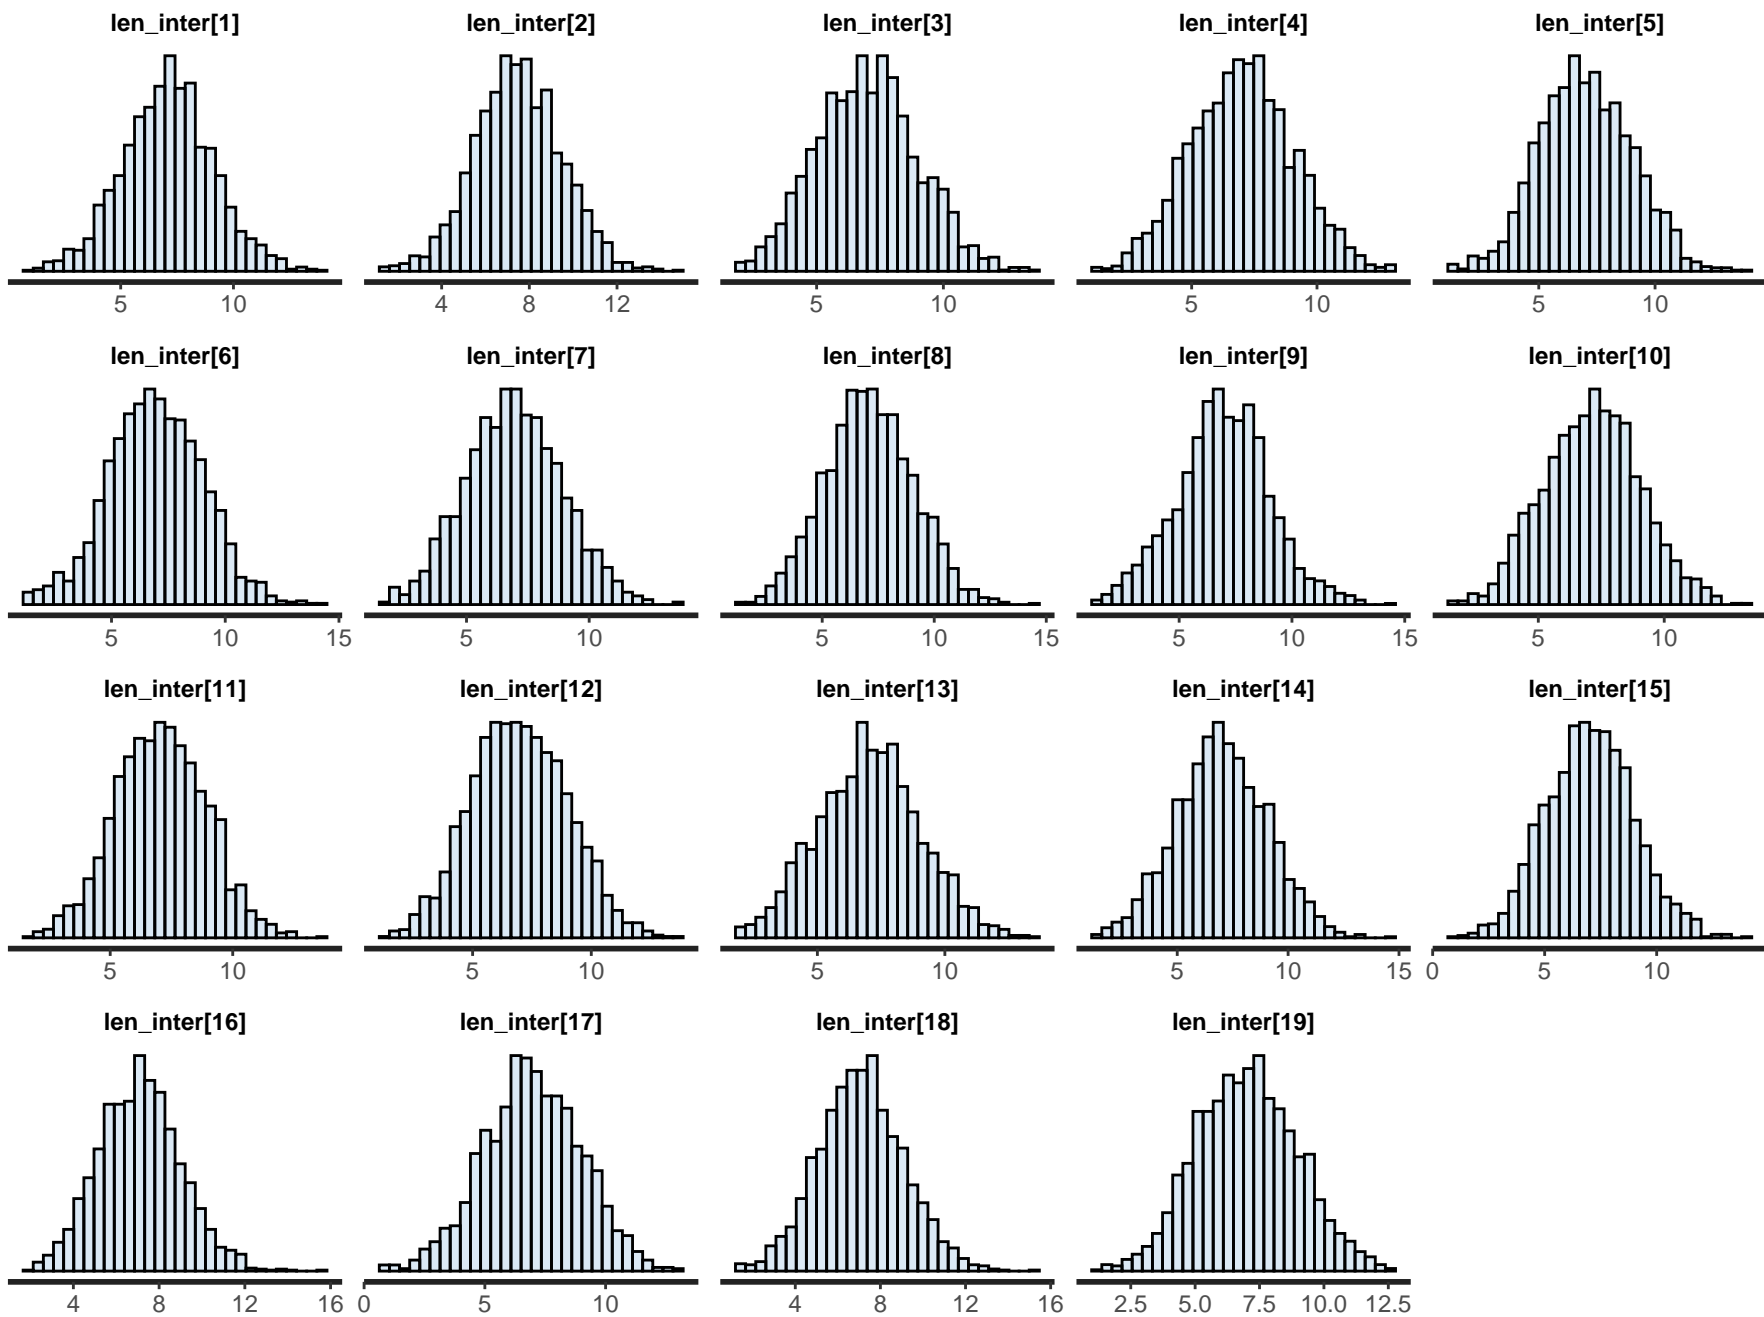 len_inter[1] len_inter[2] len_inter[3] len_inter[4] len_inter[5]
5 10 4 8 12 5 10 5 10 5 10
len_inter[6] len_inter[7] len_inter[8] len_inter[9] len_inter[10]
5 10 15 5 10 5 10 15 5 10 15 5 10
len_inter[11] len_inter[12] len_inter[13] len_inter[14] len_inter[15]
5 10 5 10 5 10 5 10 15 0 5 10
len_inter[16] len_inter[17] len_inter[18] len_inter[19]
4 8 12 16 0 5 10 4 8 12 16 2.5 5.0 7.5 10.0 12.5